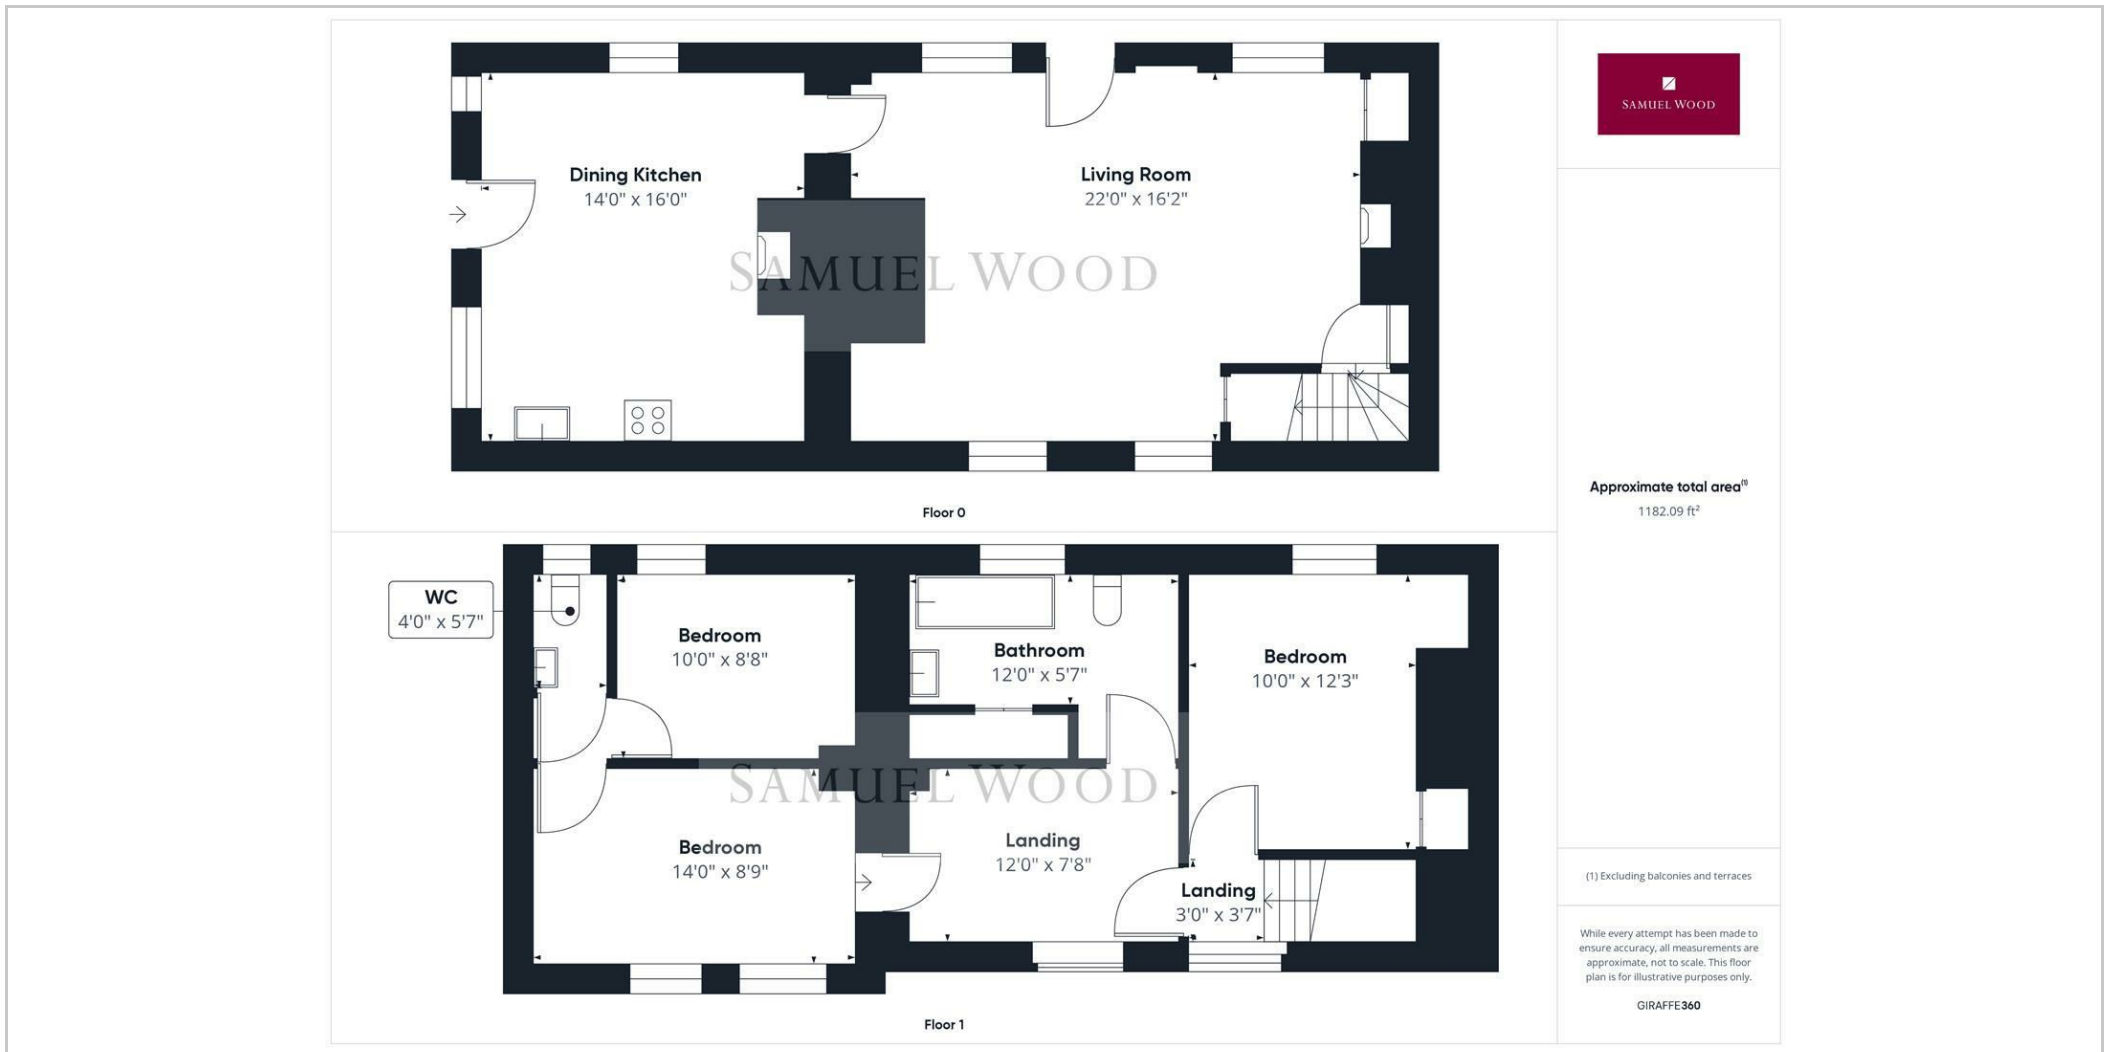 Dining Kitchen
14'0" x 16'0"
Living Room
22'0" x 16'2"
SAMUEL WOOD
Floor 0
WC
4'0" x 5'7"
Bedroom
10'0" x 8'8"
Bathroom
12'0" x 5'7"
Bedroom
10'0" x 12'3"
SAMUEL WOOD
Bedroom
14'0" x 8'9"
Landing
12'0" x 7'8"
Landing
3'0" x 3'7"
Floor 1
SAMUEL WOOD
Approximate total area(1)
1182.09 ft²
(1) Excluding balconies and terraces
While every attempt has been made to
ensure accuracy, all measurements are
approximate, not to scale. This floor
plan is for illustrative purposes only.
GIRAFFE360